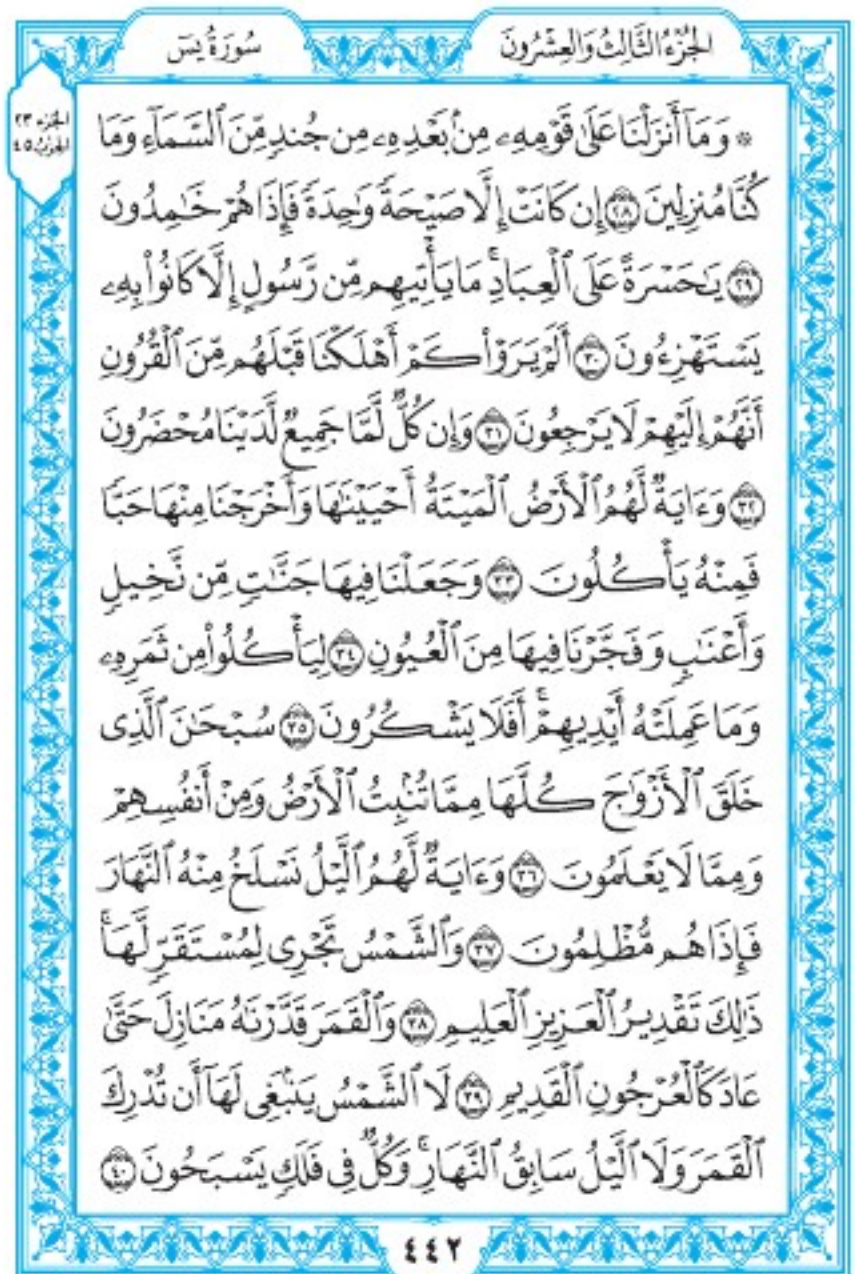 الجُزْءُ الثَّالِثُ وَالعِشْرُونَ
سُورَةُ يسٓ
الجزء ٢٣
الحزب ٤٥
۞ وَمَآ أَنزَلْنَا عَلَىٰ قَوْمِهِۦ مِنۢ بَعْدِهِۦ مِن جُندٍ مِّنَ ٱلسَّمَآءِ وَمَا
كُنَّا مُنزِلِينَ ٢٨ إِن كَانَتْ إِلَّا صَيْحَةً وَٰحِدَةً فَإِذَا هُمْ خَٰمِدُونَ
٢٩ يَٰحَسْرَةً عَلَى ٱلْعِبَادِۚ مَا يَأْتِيهِم مِّن رَّسُولٍ إِلَّا كَانُوا۟ بِهِۦ
يَسْتَهْزِءُونَ ٣٠ أَلَمْ يَرَوْا۟ كَمْ أَهْلَكْنَا قَبْلَهُم مِّنَ ٱلْقُرُونِ
أَنَّهُمْ إِلَيْهِمْ لَا يَرْجِعُونَ ٣١ وَإِن كُلٌّ لَّمَّا جَمِيعٌ لَّدَيْنَا مُحْضَرُونَ
٣٢ وَءَايَةٌ لَّهُمُ ٱلْأَرْضُ ٱلْمَيْتَةُ أَحْيَيْنَٰهَا وَأَخْرَجْنَا مِنْهَا حَبًّا
فَمِنْهُ يَأْكُلُونَ ٣٣ وَجَعَلْنَا فِيهَا جَنَّٰتٍ مِّن نَّخِيلٍ
وَأَعْنَٰبٍ وَفَجَّرْنَا فِيهَا مِنَ ٱلْعُيُونِ ٣٤ لِيَأْكُلُوا۟ مِن ثَمَرِهِۦ
وَمَا عَمِلَتْهُ أَيْدِيهِمْۚ أَفَلَا يَشْكُرُونَ ٣٥ سُبْحَٰنَ ٱلَّذِى
خَلَقَ ٱلْأَزْوَٰجَ كُلَّهَا مِمَّا تُنۢبِتُ ٱلْأَرْضُ وَمِنْ أَنفُسِهِمْ
وَمِمَّا لَا يَعْلَمُونَ ٣٦ وَءَايَةٌ لَّهُمُ ٱلَّيْلُ نَسْلَخُ مِنْهُ ٱلنَّهَارَ
فَإِذَا هُم مُّظْلِمُونَ ٣٧ وَٱلشَّمْسُ تَجْرِى لِمُسْتَقَرٍّ لَّهَاۚ
ذَٰلِكَ تَقْدِيرُ ٱلْعَزِيزِ ٱلْعَلِيمِ ٣٨ وَٱلْقَمَرَ قَدَّرْنَٰهُ مَنَازِلَ حَتَّىٰ
عَادَ كَٱلْعُرْجُونِ ٱلْقَدِيمِ ٣٩ لَا ٱلشَّمْسُ يَنۢبَغِى لَهَآ أَن تُدْرِكَ
ٱلْقَمَرَ وَلَا ٱلَّيْلُ سَابِقُ ٱلنَّهَارِۚ وَكُلٌّ فِى فَلَكٍ يَسْبَحُونَ ٤٠
٤٤٢